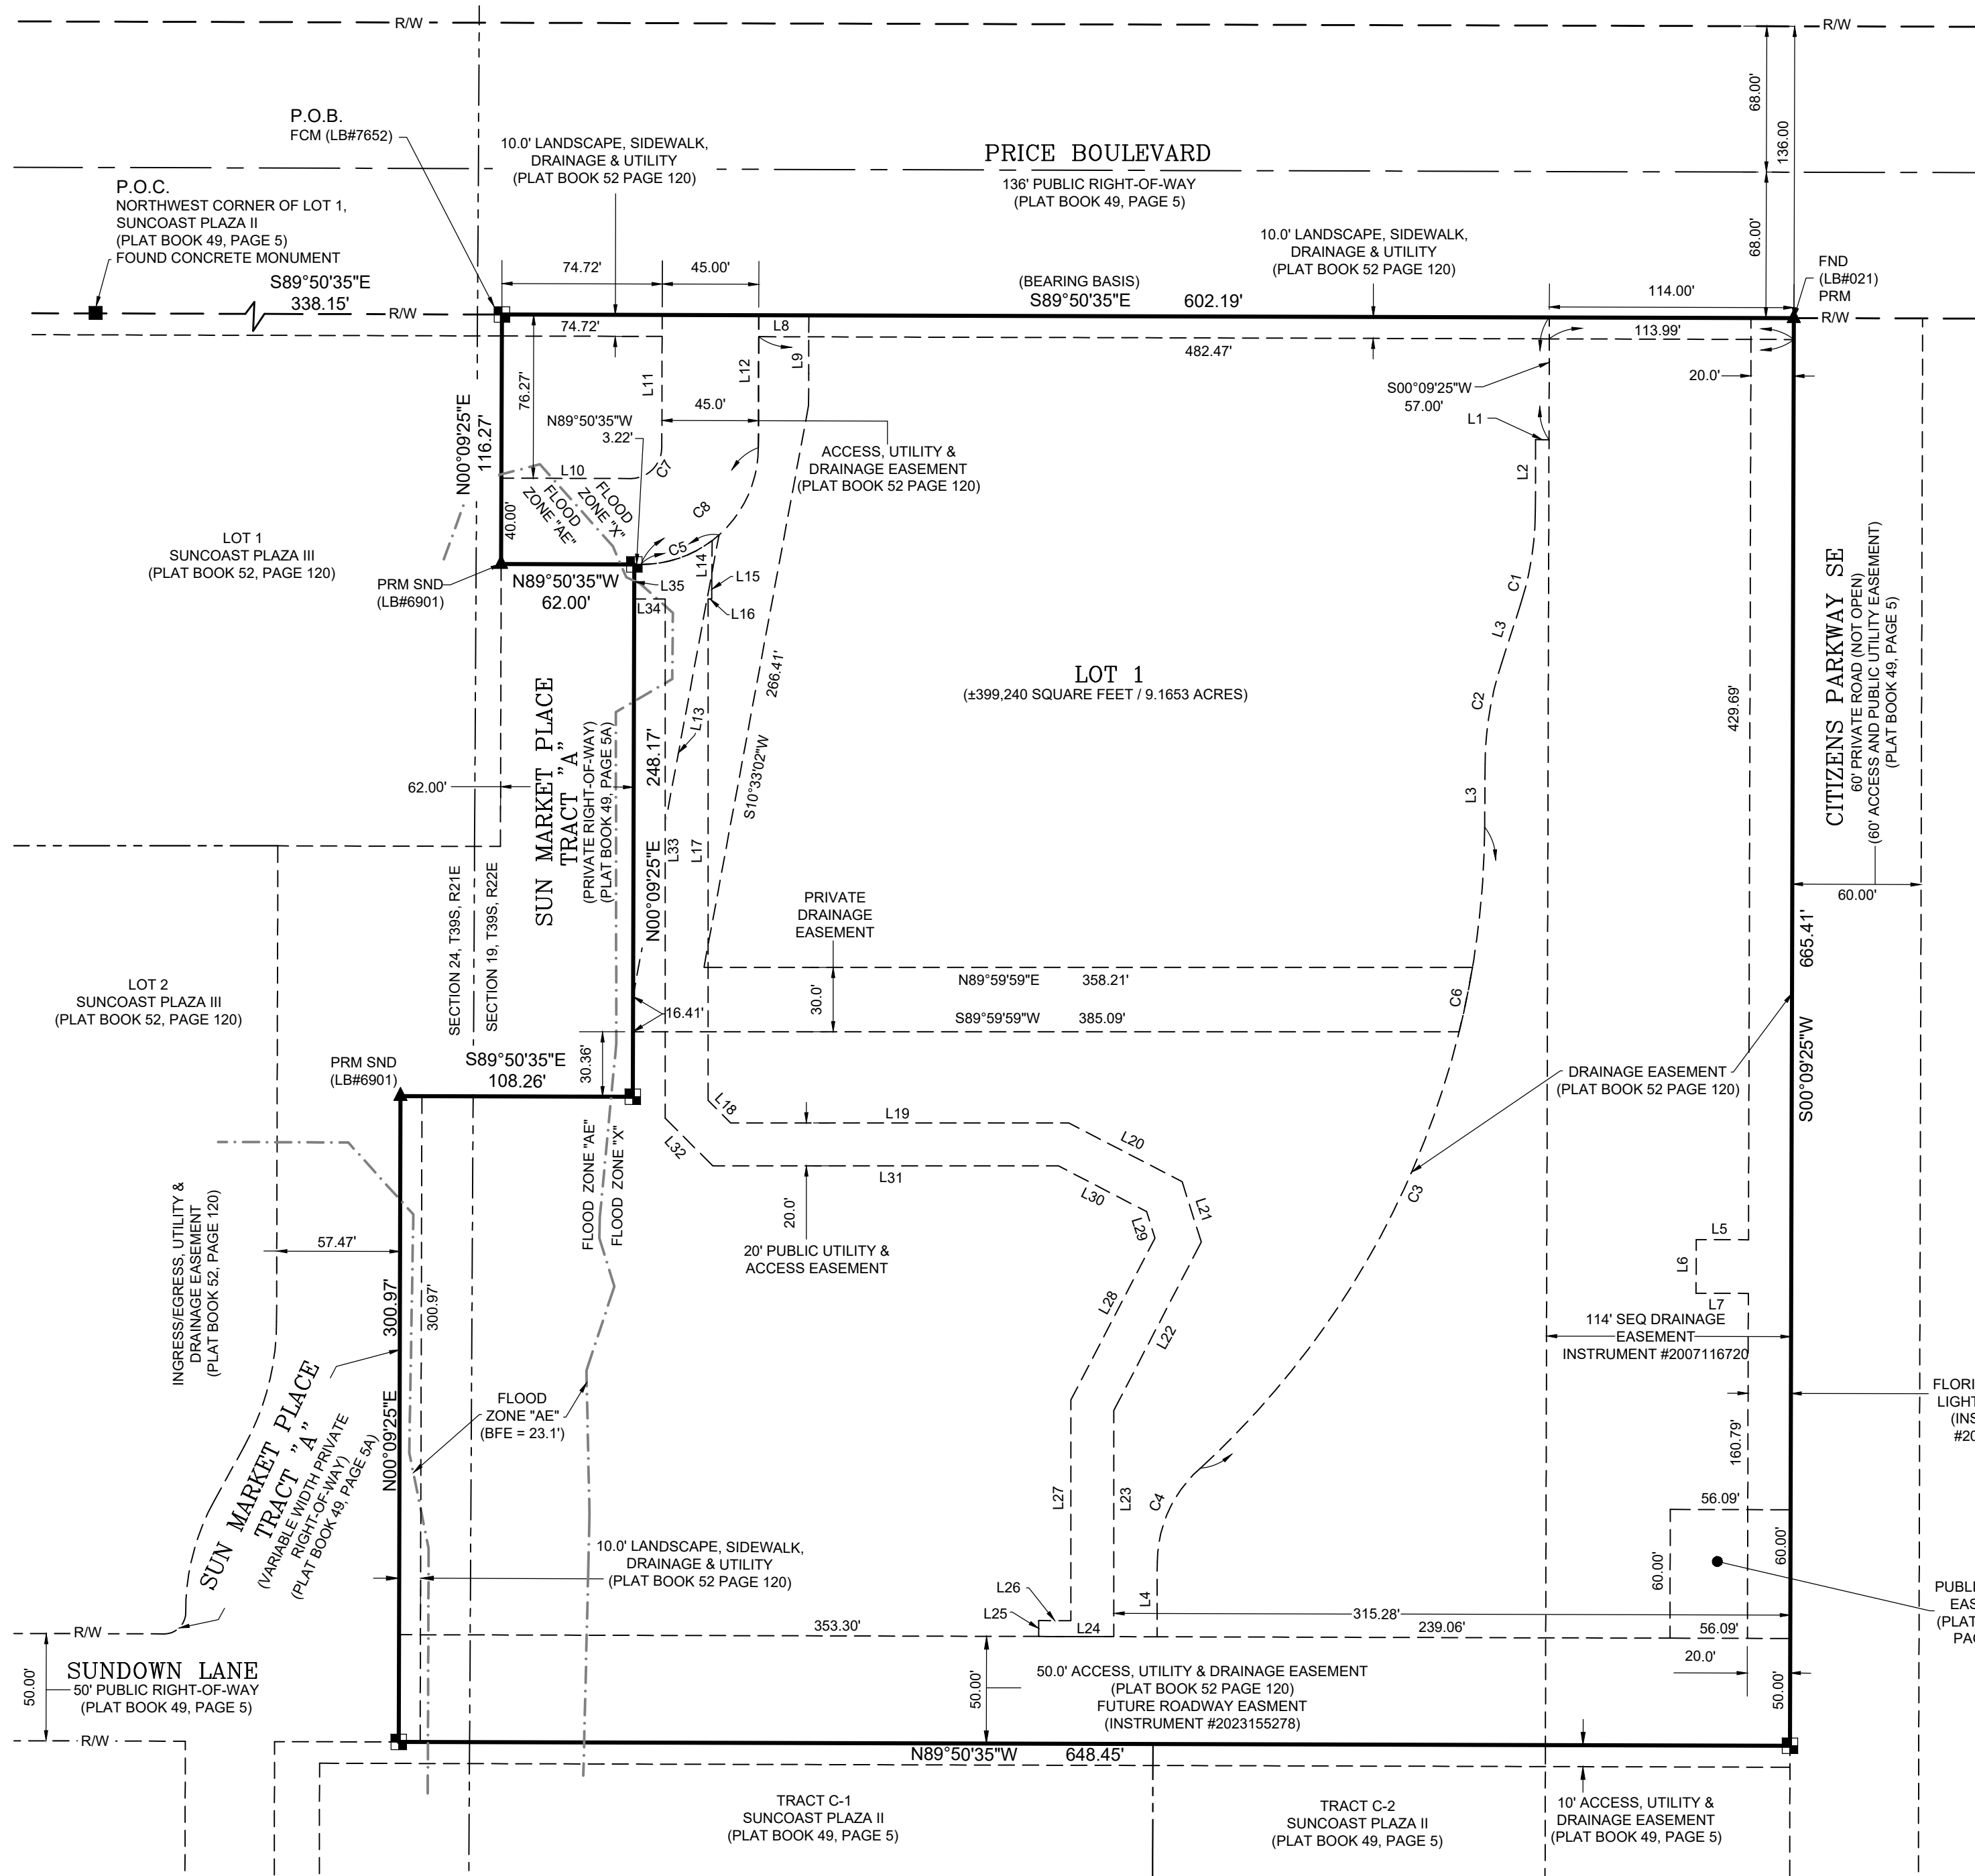 R/W
R/W
68.00'
136.00
68.00'
P.O.B.
FCM (LB#7652)
10.0' LANDSCAPE, SIDEWALK,
DRAINAGE & UTILITY
(PLAT BOOK 52 PAGE 120)
PRICE BOULEVARD
136' PUBLIC RIGHT-OF-WAY
(PLAT BOOK 49, PAGE 5)
P.O.C.
NORTHWEST CORNER OF LOT 1,
SUNCOAST PLAZA II
(PLAT BOOK 49, PAGE 5)
FOUND CONCRETE MONUMENT
S89°50'35"E
338.15'
R/W
74.72'
45.00'
(BEARING BASIS)
S89°50'35"E 602.19'
10.0' LANDSCAPE, SIDEWALK,
DRAINAGE & UTILITY
(PLAT BOOK 52 PAGE 120)
114.00'
FND
(LB#021)
PRM
R/W
74.72'
L8
482.47'
113.99'
20.0'
L11
L12
L9
76.27'
45.0'
N89°50'35"W
3.22'
S00°09'25"W
57.00'
L1
L2
N00°09'25"E
116.27'
L10
C7
ACCESS, UTILITY &
DRAINAGE EASEMENT
(PLAT BOOK 52 PAGE 120)
FLOOD
ZONE "X"
FLOOD
ZONE "AE"
40.00'
C8
C5
L14
L15
L16
L35
L34
LOT 1
SUNCOAST PLAZA III
(PLAT BOOK 52, PAGE 120)
PRM SND
(LB#6901)
N89°50'35"W
62.00'
C1
L3
C2
L3
LOT 1
(±399,240 SQUARE FEET / 9.1653 ACRES)
CITIZENS PARKWAY SE
60' PRIVATE ROAD (NOT OPEN)
(60' ACCESS AND PUBLIC UTILITY EASEMENT)
(PLAT BOOK 49, PAGE 5)
60.00'
429.69'
SUN MARKET PLACE
TRACT "A"
(PRIVATE RIGHT-OF-WAY)
(PLAT BOOK 49, PAGE 5A)
62.00'
248.17'
N00°09'25"E
L13
L33
L17
266.41'
S10°33'02"W
SECTION 24, T39S, R21E
SECTION 19, T39S, R22E
PRIVATE
DRAINAGE
EASEMENT
N89°59'59"E 358.21'
30.0'
S89°59'59"W 385.09'
C6
16.41'
665.41'
S00°09'25"W
LOT 2
SUNCOAST PLAZA III
(PLAT BOOK 52, PAGE 120)
PRM SND
(LB#6901)
S89°50'35"E
108.26'
30.36'
DRAINAGE EASEMENT
(PLAT BOOK 52 PAGE 120)
L18
L19
L20
L32
L31
L30
L21
L29
C3
FLOOD ZONE "AE"
FLOOD ZONE "X"
20.0'
20' PUBLIC UTILITY &
ACCESS EASEMENT
INGRESS/EGRESS, UTILITY &
DRAINAGE EASEMENT
(PLAT BOOK 52, PAGE 120)
57.47'
300.97'
300.97'
N00°09'25"E
L28
L22
L5
L6
L7
114' SEQ DRAINAGE
EASEMENT
INSTRUMENT #2007116720
SUN MARKET PLACE
TRACT "A"
(VARIABLE WIDTH PRIVATE
RIGHT-OF-WAY)
(PLAT BOOK 49, PAGE 5A)
FLOOD
ZONE "AE"
(BFE = 23.1')
FLORI
LIGHT
(INS
#20
160.79'
L27
L23
C4
56.09'
60.00'
60.00'
10.0' LANDSCAPE, SIDEWALK,
DRAINAGE & UTILITY
(PLAT BOOK 52 PAGE 120)
L26
L25
L24
L4
PUBLI
EAS
(PLAT
PAG
353.30'
315.28'
239.06'
56.09'
20.0'
50.00'
R/W
SUNDOWN LANE
50' PUBLIC RIGHT-OF-WAY
(PLAT BOOK 49, PAGE 5)
50.00'
R/W
50.00'
50.0' ACCESS, UTILITY & DRAINAGE EASEMENT
(PLAT BOOK 52 PAGE 120)
FUTURE ROADWAY EASMENT
(INSTRUMENT #2023155278)
N89°50'35"W 648.45'
TRACT C-1
SUNCOAST PLAZA II
(PLAT BOOK 49, PAGE 5)
TRACT C-2
SUNCOAST PLAZA II
(PLAT BOOK 49, PAGE 5)
10' ACCESS, UTILITY &
DRAINAGE EASEMENT
(PLAT BOOK 49, PAGE 5)